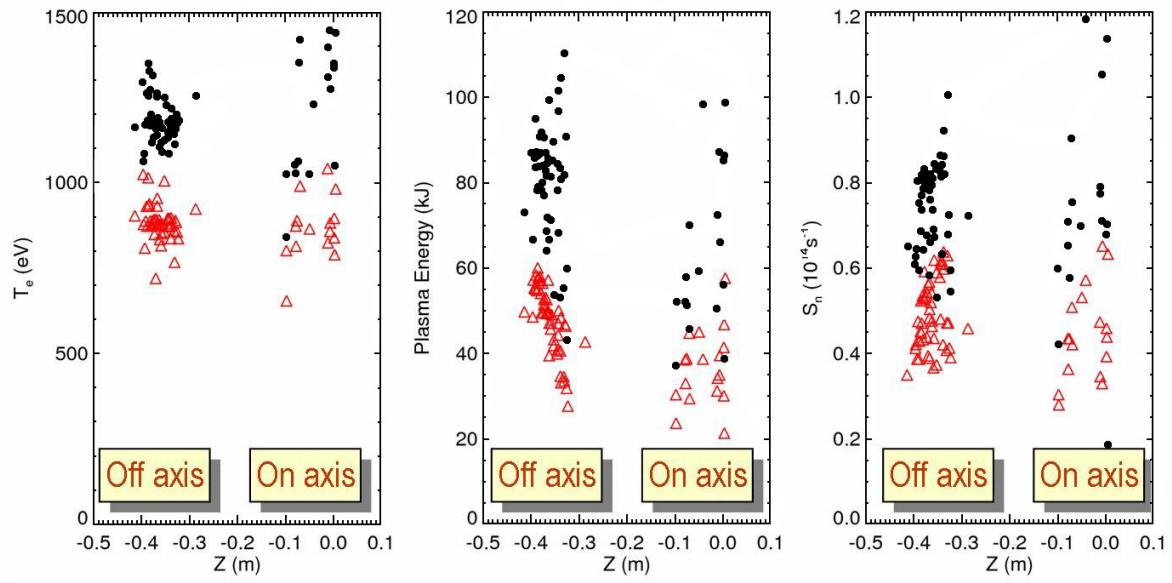 1500
1000
500
0
T_e (eV)
Off axis
On axis
-0.5 -0.4 -0.3 -0.2 -0.1 0.0 0.1
Z (m)
120
100
80
60
40
20
0
Plasma Energy (kJ)
Off axis
On axis
-0.5 -0.4 -0.3 -0.2 -0.1 0.0 0.1
Z (m)
1.2
1.0
0.8
0.6
0.4
0.2
0.0
S_n (10¹⁴s⁻¹)
Off axis
On axis
-0.5 -0.4 -0.3 -0.2 -0.1 0.0 0.1
Z (m)